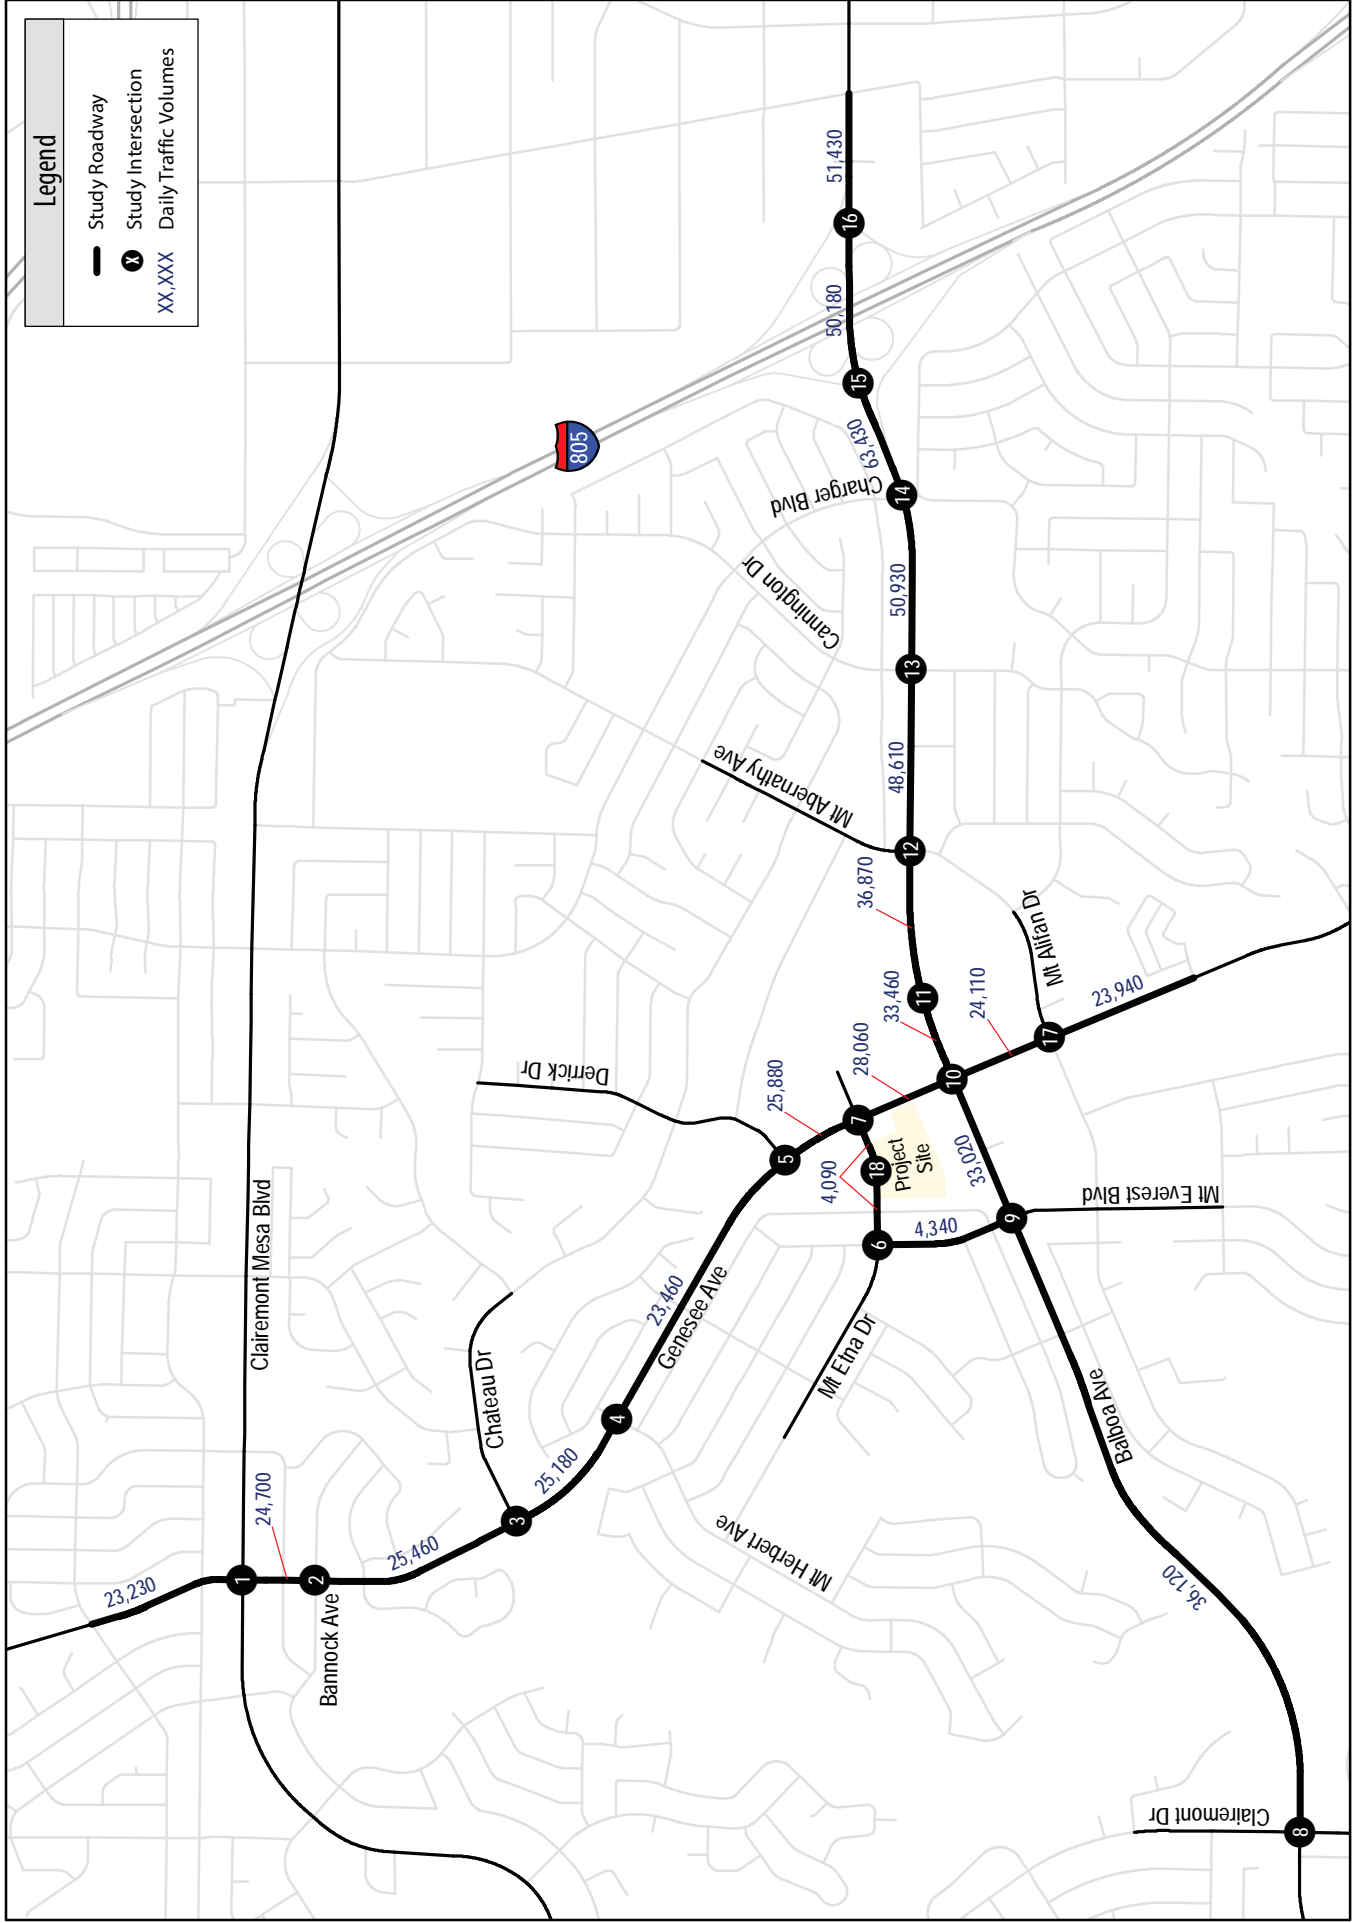 Legend
Study Roadway
X
Study Intersection
XX,XXX
Daily Traffic Volumes
805
Clairemont Mesa Blvd
23,230
1
24,700
2
Bannock Ave
25,460
3
Chateau Dr
25,180
4
23,460
Genesee Ave
Derrick Dr
5
25,880
7
28,060
4,090
18
Project
Site
6
4,340
Mt Etna Dr
Mt Herbert Ave
Mt Everest Blvd
9
33,020
10
33,460
11
24,110
17
Mt Alifan Dr
23,940
36,870
12
Mt Abernathy Ave
48,610
13
Cannington Dr
50,930
14
Charger Blvd
63,430
15
50,180
16
51,430
Balboa Ave
36,120
8
Clairemont Dr